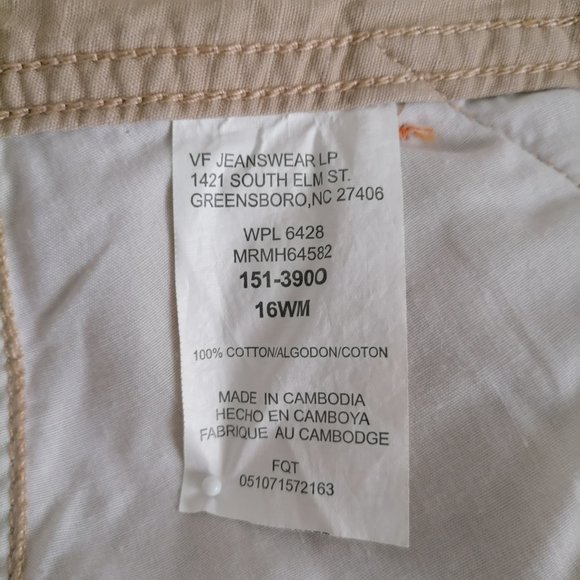 VF JEANSWEAR LP
1421 SOUTH ELM ST.
GREENSBORO,NC 27406
WPL 6428
MRMH64582
151-3900
16WM
100% COTTON/ALGODON/COTON
MADE IN CAMBODIA
HECHO EN CAMBOYA
FABRIQUE AU CAMBODGE
FQT
051071572163